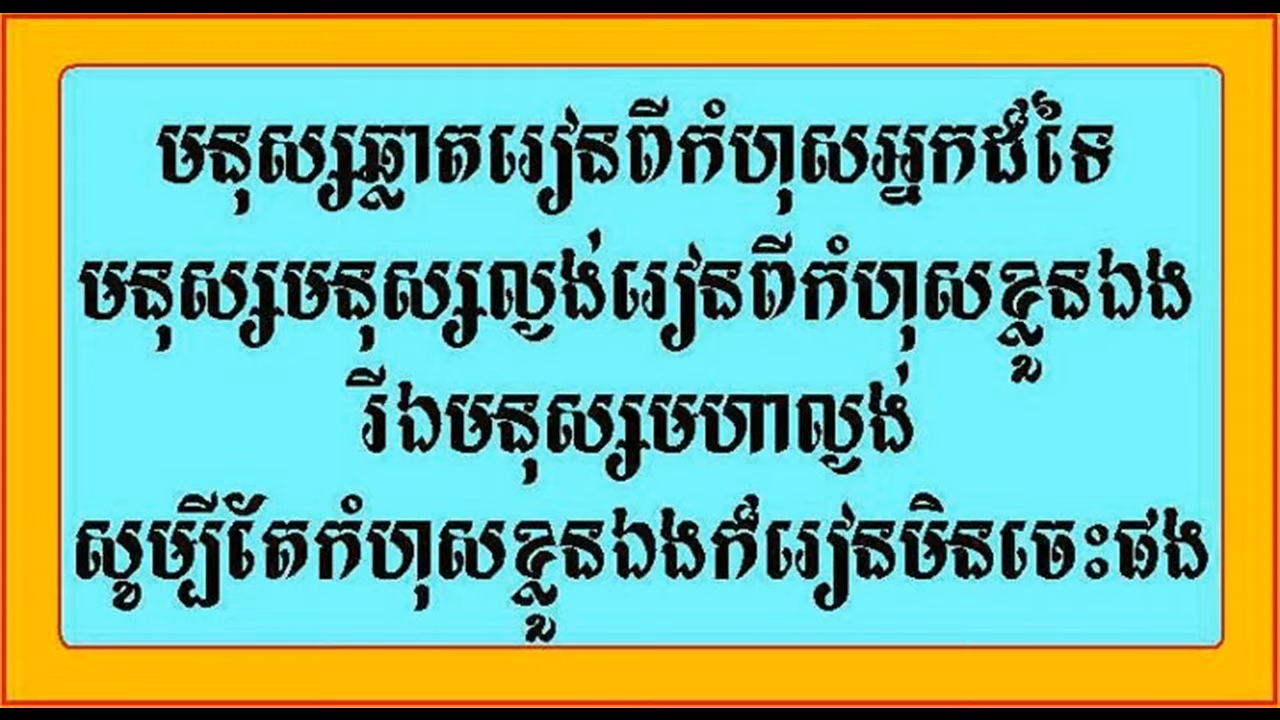 មនុស្សឆ្លាតរៀនពីកំហុសអ្នកដ៏ទៃ
មនុស្សមនុស្សល្ងង់រៀនពីកំហុសខ្លួនឯង
រីឯមនុស្សមហាល្ងង់
សូម្បីតែកំហុសខ្លួនឯងក៏រៀនមិនចេះផង